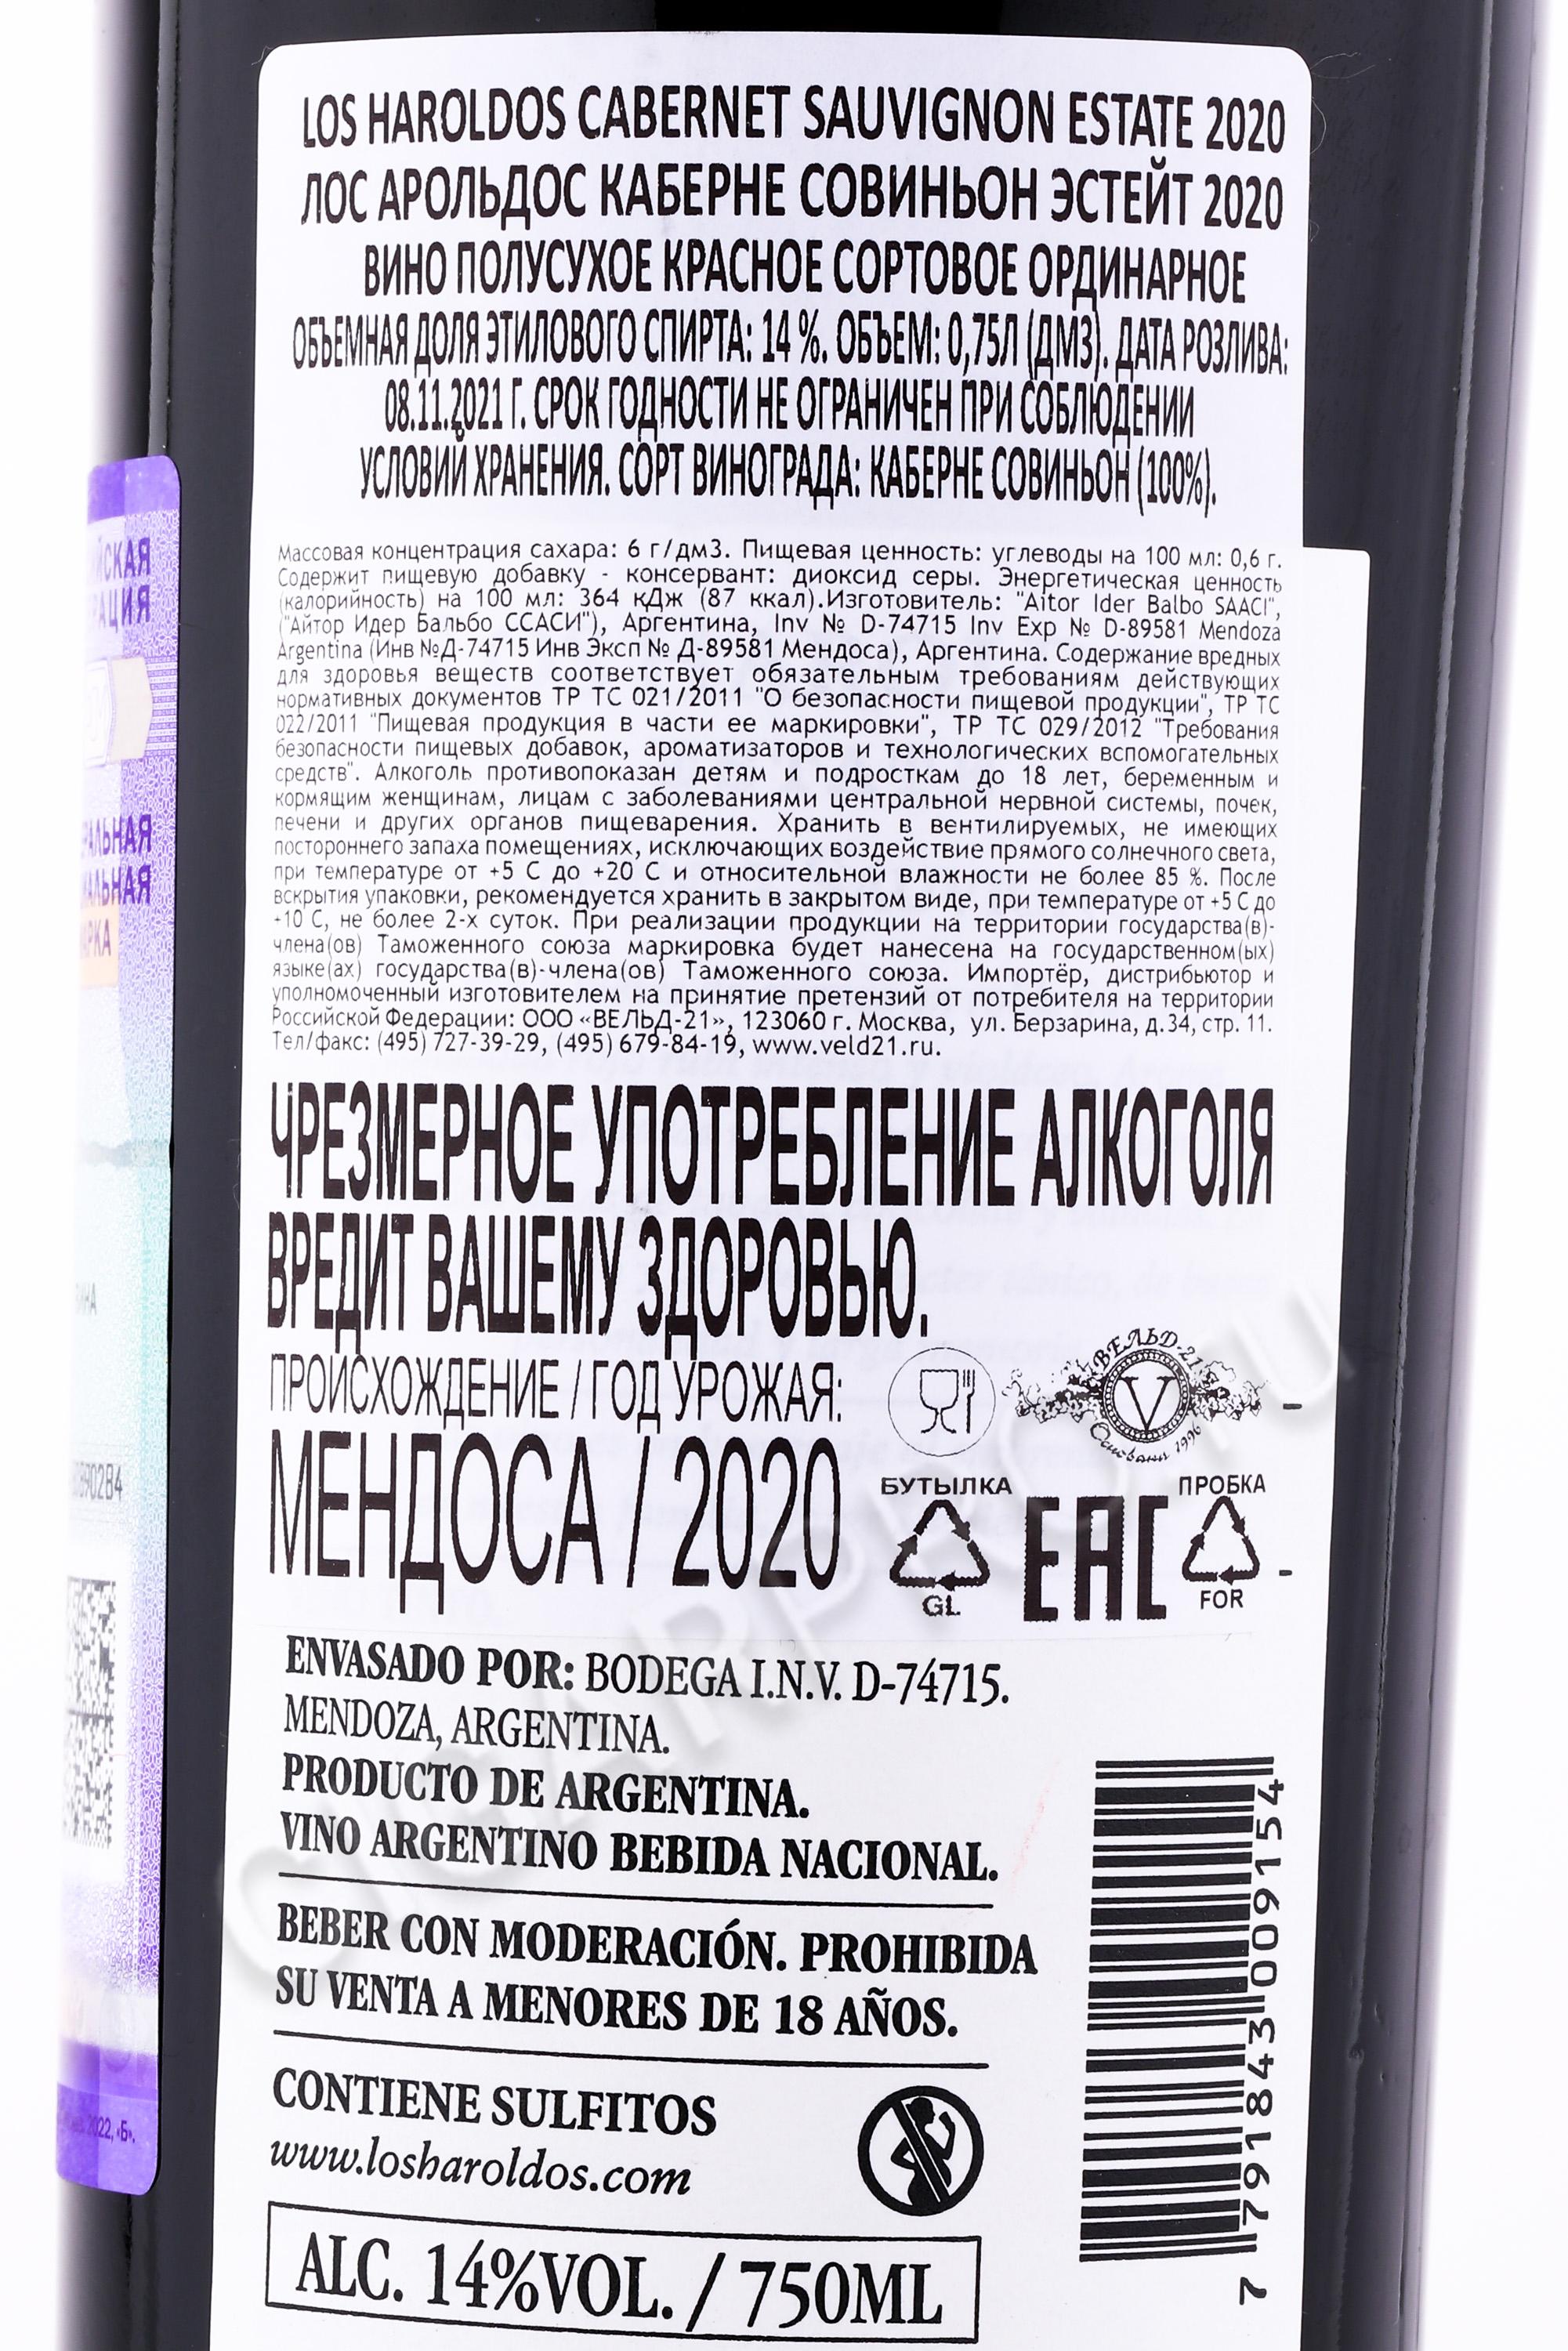 LOS HAROLDOS CABERNET SAUVIGNON ESTATE 2020
ЛОС АРОЛЬДОС КАБЕРНЕ СОВИНЬОН ЭСТЕЙТ 2020
ВИНО ПОЛУСУХОЕ КРАСНОЕ СОРТОВОЕ ОРДИНАРНОЕ
ОБЪЕМНАЯ ДОЛЯ ЭТИЛОВОГО СПИРТА: 14 %. ОБЪЕМ: 0,75Л (ДМ3). ДАТА РОЗЛИВА:
08.11.2021 Г. СРОК ГОДНОСТИ НЕ ОГРАНИЧЕН ПРИ СОБЛЮДЕНИИ
УСЛОВИЙ ХРАНЕНИЯ. СОРТ ВИНОГРАДА: КАБЕРНЕ СОВИНЬОН (100%).
Массовая концентрация сахара: 6 г/дм3. Пищевая ценность: углеводы на 100 мл: 0,6 г.
Содержит пищевую добавку - консервант: диоксид серы. Энергетическая ценность
(калорийность) на 100 мл: 364 кДж (87 ккал).Изготовитель: "Aitor Ider Balbo SAACI",
("Айтор Идер Бальбо ССАСИ"), Аргентина, Inv № D-74715 Inv Exp № D-89581 Mendoza
Argentina (Инв №Д-74715 Инв Эксп № Д-89581 Мендоса), Аргентина. Содержание вредных
для здоровья веществ соответствует обязательным требованиям действующих
нормативных документов ТР ТС 021/2011 "О безопасности пищевой продукции", ТР ТС
022/2011 "Пищевая продукция в части ее маркировки", ТР ТС 029/2012 "Требования
безопасности пищевых добавок, ароматизаторов и технологических вспомогательных
средств". Алкоголь противопоказан детям и подросткам до 18 лет, беременным и
кормящим женщинам, лицам с заболеваниями центральной нервной системы, почек,
печени и других органов пищеварения. Хранить в вентилируемых, не имеющих
постороннего запаха помещениях, исключающих воздействие прямого солнечного света,
при температуре от +5 С до +20 С и относительной влажности не более 85 %. После
вскрытия упаковки, рекомендуется хранить в закрытом виде, при температуре от +5 С до
+10 С, не более 2-х суток. При реализации продукции на территории государства(в)-
члена(ов) Таможенного союза маркировка будет нанесена на государственном(ых)
языке(ах) государства(в)-члена(ов) Таможенного союза. Импортёр, дистрибьютор и
уполномоченный изготовителем на принятие претензий от потребителя на территории
Российской Федерации: ООО «ВЕЛЬД-21», 123060 г. Москва, ул. Берзарина, д.34, стр. 11.
Тел/факс: (495) 727-39-29, (495) 679-84-19, www.veld21.ru.
ЧРЕЗМЕРНОЕ УПОТРЕБЛЕНИЕ АЛКОГОЛЯ
ВРЕДИТ ВАШЕМУ ЗДОРОВЬЮ.
ПРОИСХОЖДЕНИЕ / ГОД УРОЖАЯ:
МЕНДОСА / 2020
ВЕЛЬД-21
V
Основан 1996
БУТЫЛКА
GL
EAC
ПРОБКА
FOR
ENVASADO POR: BODEGA I.N.V. D-74715.
MENDOZA, ARGENTINA.
PRODUCTO DE ARGENTINA.
VINO ARGENTINO BEBIDA NACIONAL.
BEBER CON MODERACIÓN. PROHIBIDA
SU VENTA A MENORES DE 18 AÑOS.
CONTIENE SULFITOS
www.losharoldos.com
ALC. 14%VOL. / 750ML
7 791843 009154
CIGARPRO.ru